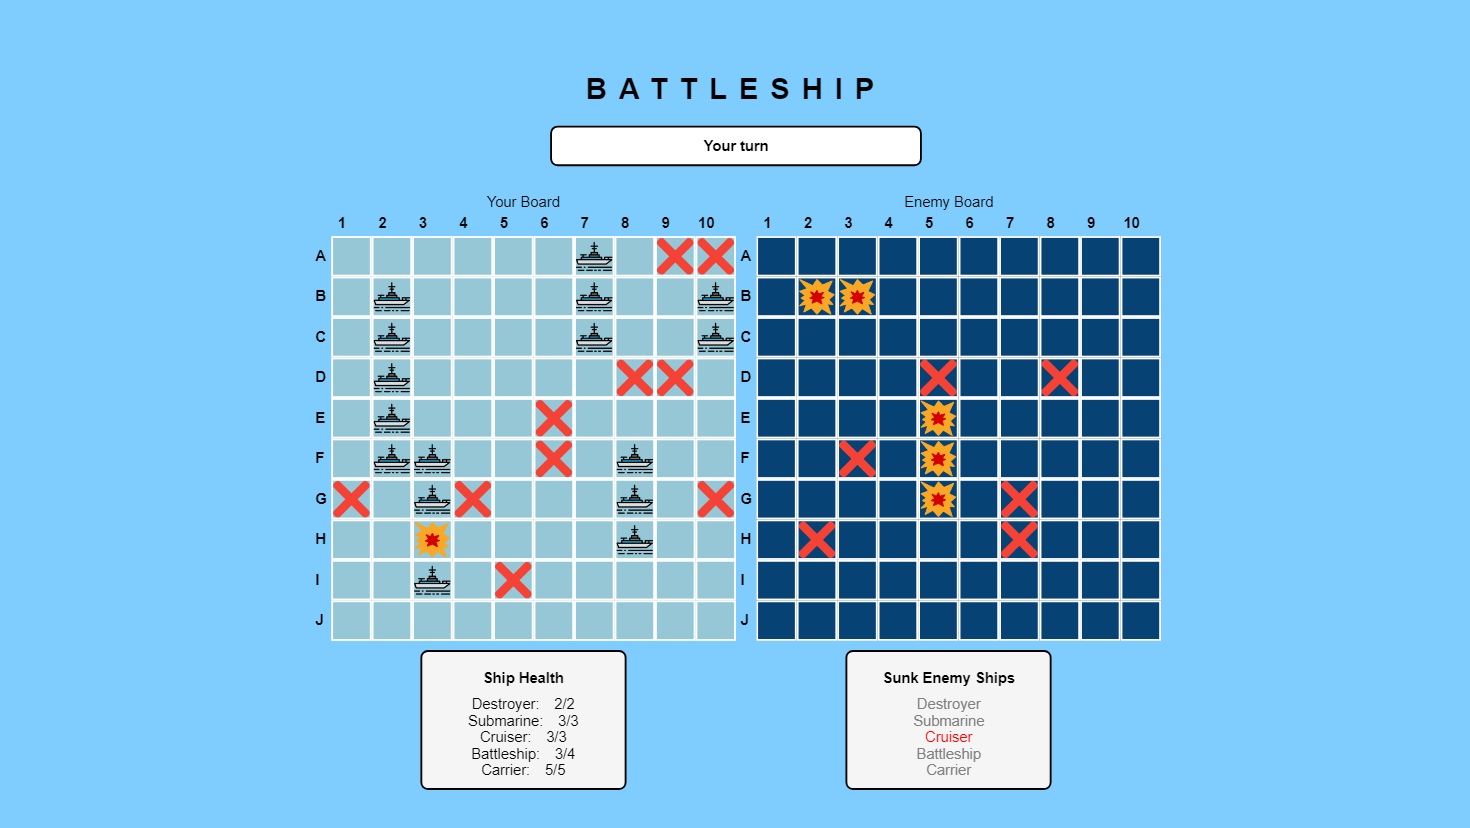 BATTLESHIP
Your turn
Your Board
Enemy Board
1 2 3 4 5 6 7 8 9 10
1 2 3 4 5 6 7 8 9 10
A A
B B
C C
D D
E E
F F
G G
H H
I I
J J
Ship Health
Destroyer: 2/2
Submarine: 3/3
Cruiser: 3/3
Battleship: 3/4
Carrier: 5/5
Sunk Enemy Ships
Destroyer
Submarine
Cruiser
Battleship
Carrier